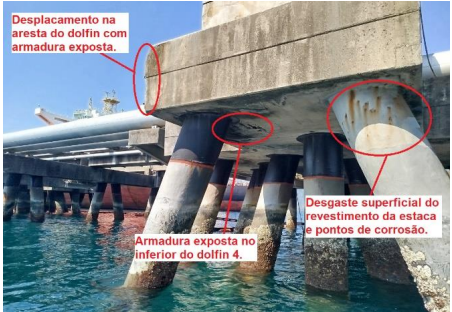 Desplacamento na
aresta do dolfin com
armadura exposta.
Armadura exposta no
inferior do dolfin 4.
Desgaste superficial do
revestimento da estaca
e pontos de corrosão.